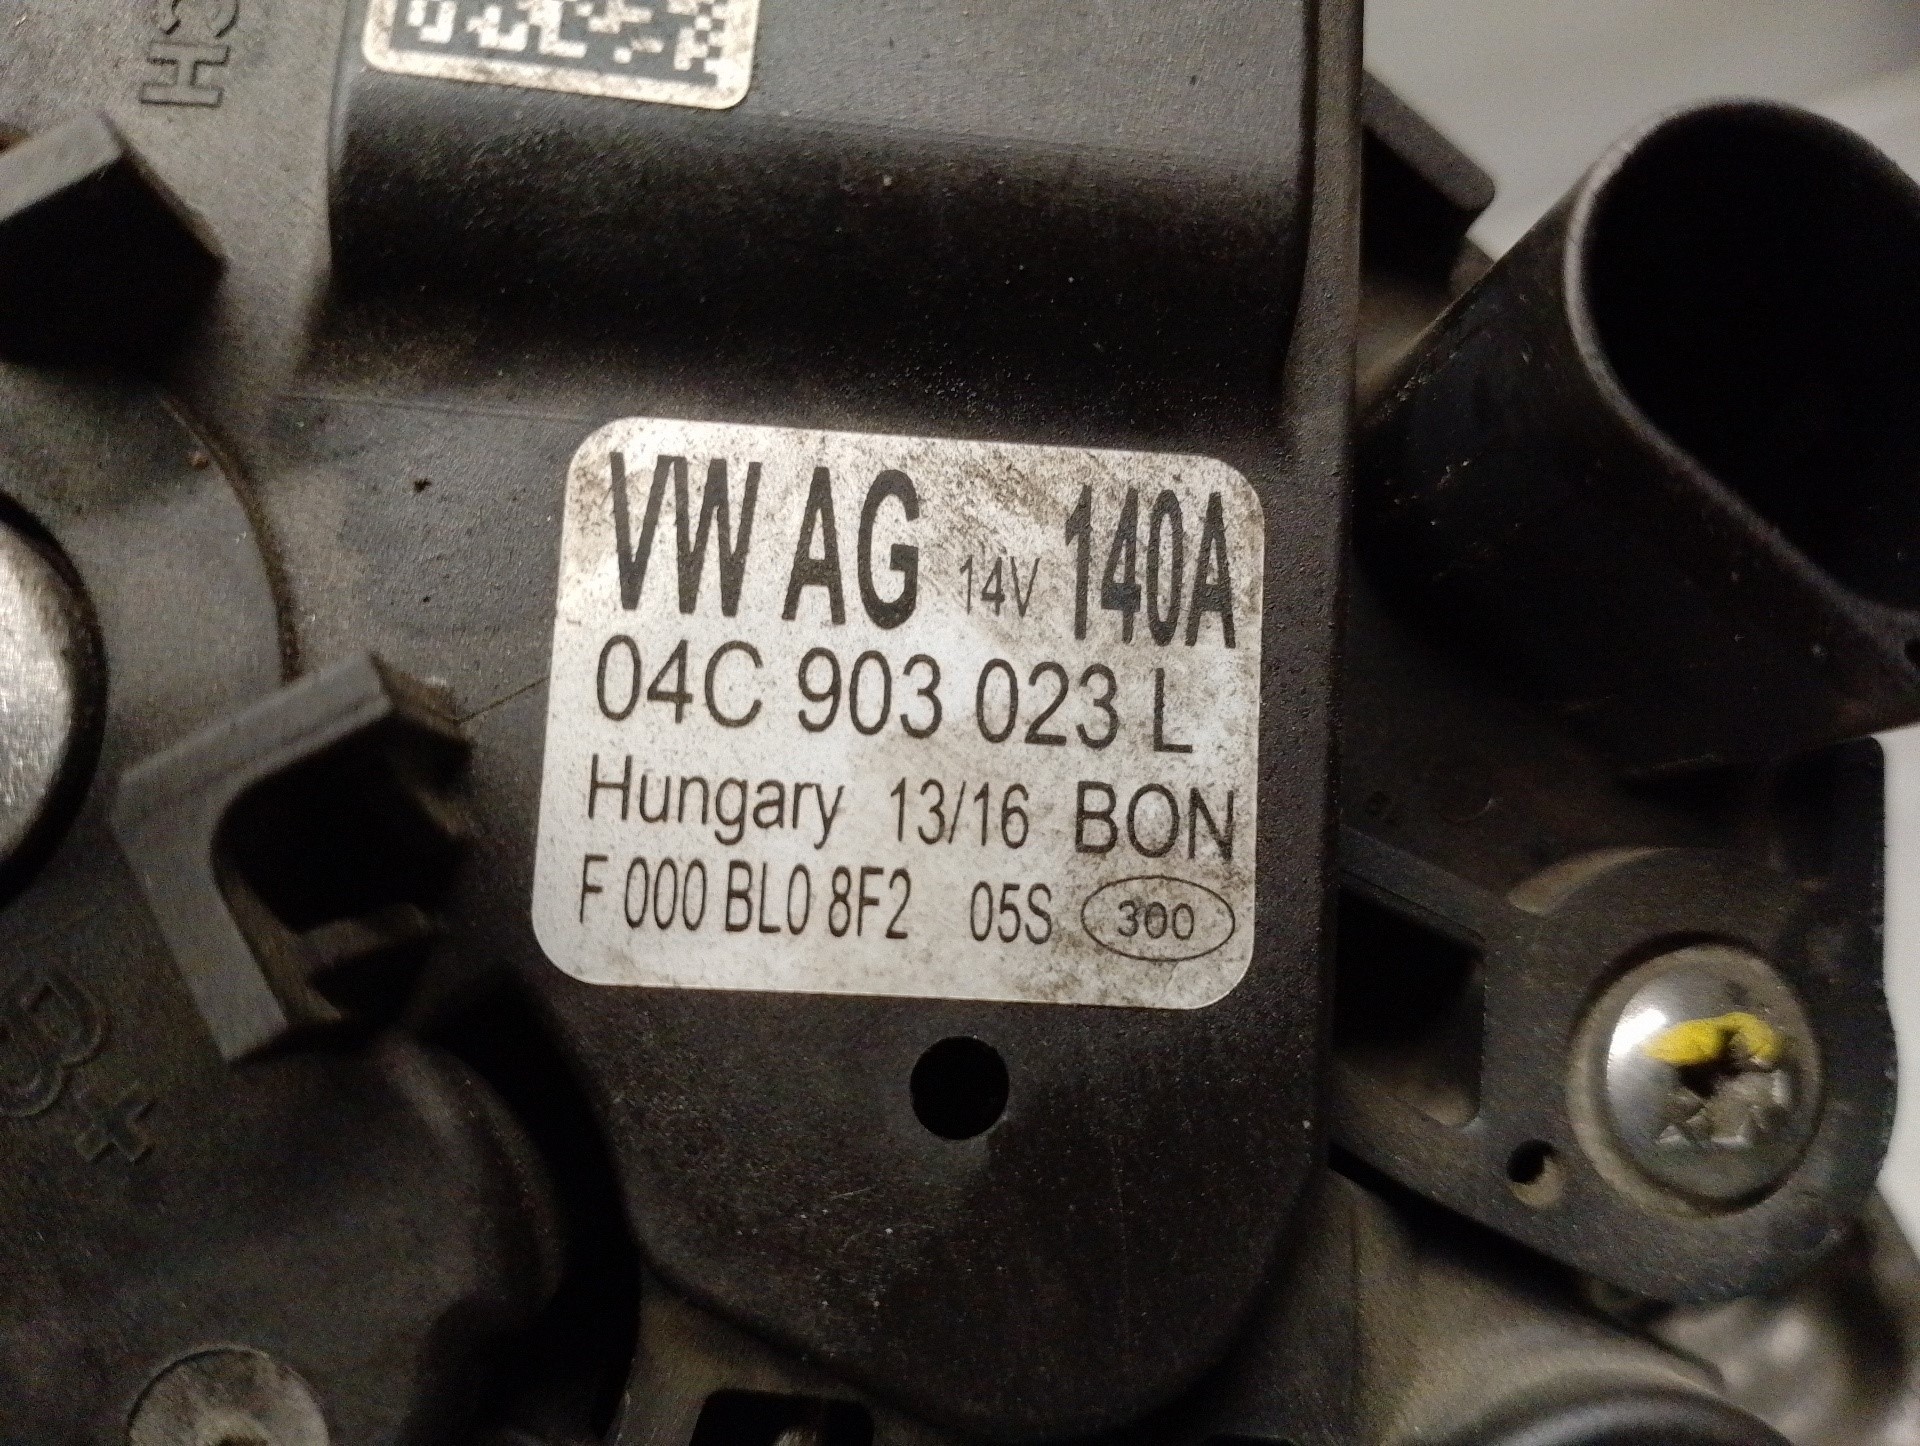 VW AG 14V 140A
04C 903 023 L
Hungary 13/16 BON
F 000 BL0 8F2 05S 300
B+